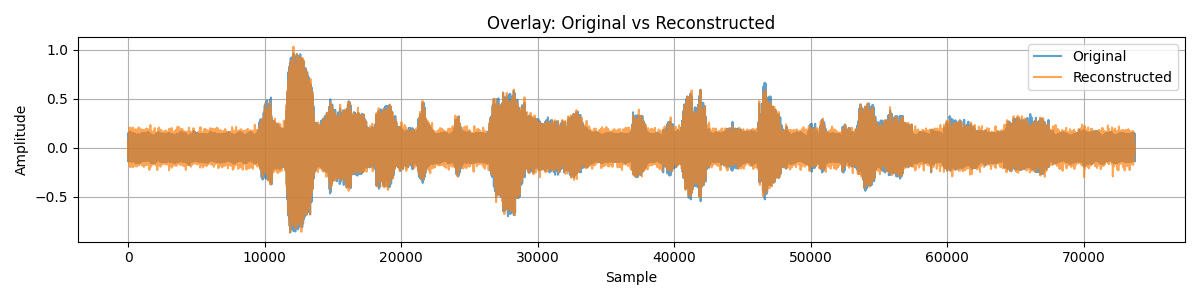 Overlay: Original vs Reconstructed
Original
Reconstructed
Amplitude
1.0
0.5
0.0
−0.5
0 10000 20000 30000 40000 50000 60000 70000
Sample